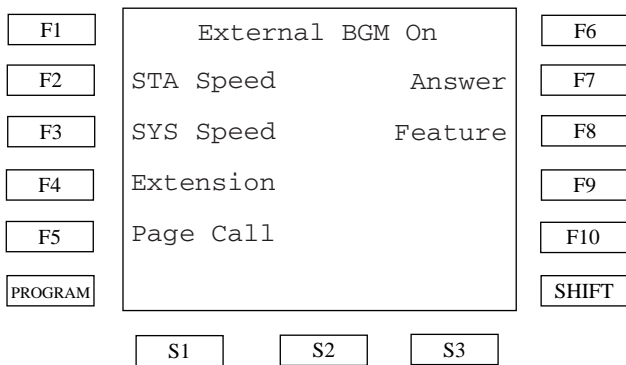 F1 External BGM On F6
F2 STA Speed Answer F7
F3 SYS Speed Feature F8
F4 Extension F9
F5 Page Call F10
PROGRAM SHIFT
S1 S2 S3